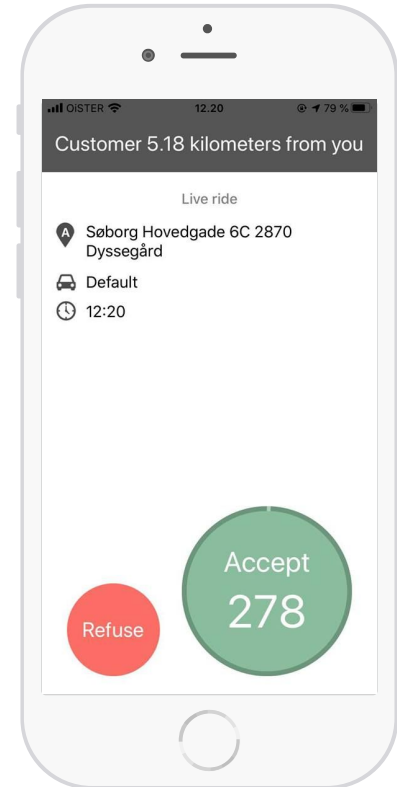 OiSTER 12.20 79 %
Customer 5.18 kilometers from you
Live ride
A
Søborg Hovedgade 6C 2870
Dyssegård
Default
12:20
Accept
278
Refuse